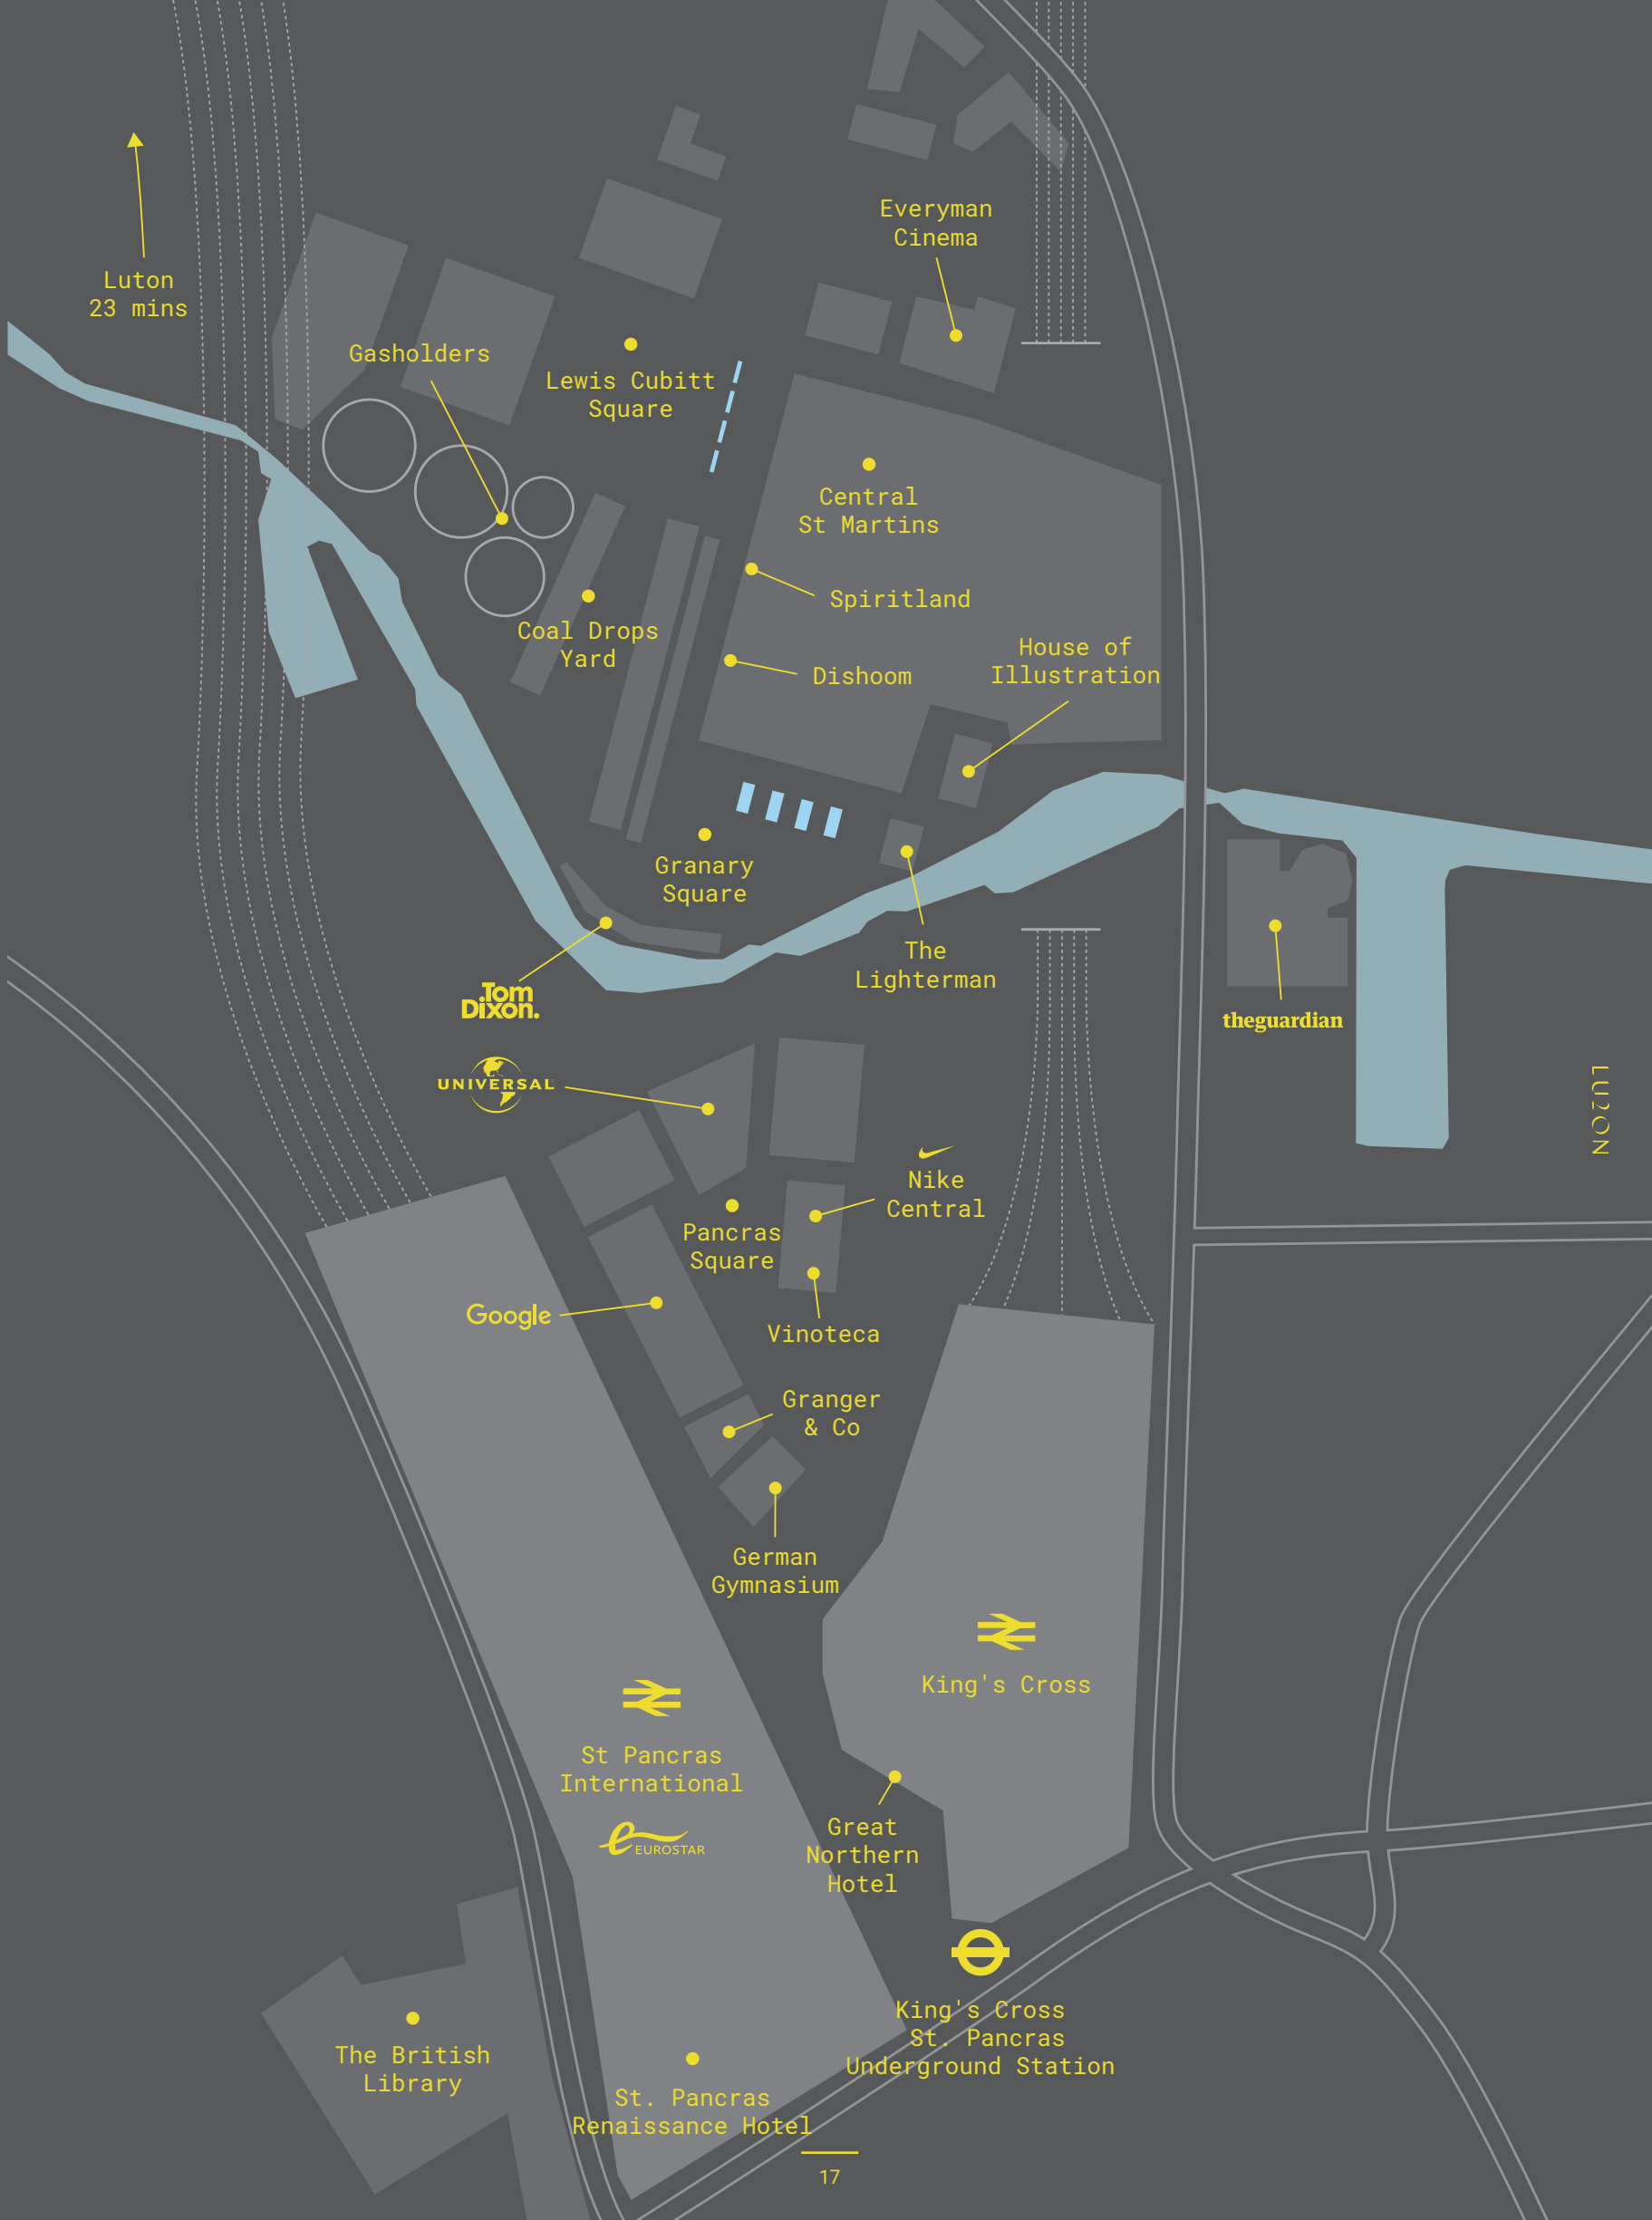 Everyman
Cinema
Luton
23 mins
Gasholders
Lewis Cubitt
Square
Central
St Martins
Spiritland
Coal Drops
Yard
House of
Illustration
Dishoom
Granary
Square
The
Lighterman
Tom
Dixon.
theguardian
UNIVERSAL
LUTON
Nike
Central
Pancras
Square
Google
Vinoteca
Granger
& Co
German
Gymnasium
King's Cross
St Pancras
International
EUROSTAR
Great
Northern
Hotel
King's Cross
St. Pancras
Underground Station
The British
Library
St. Pancras
Renaissance Hotel
17